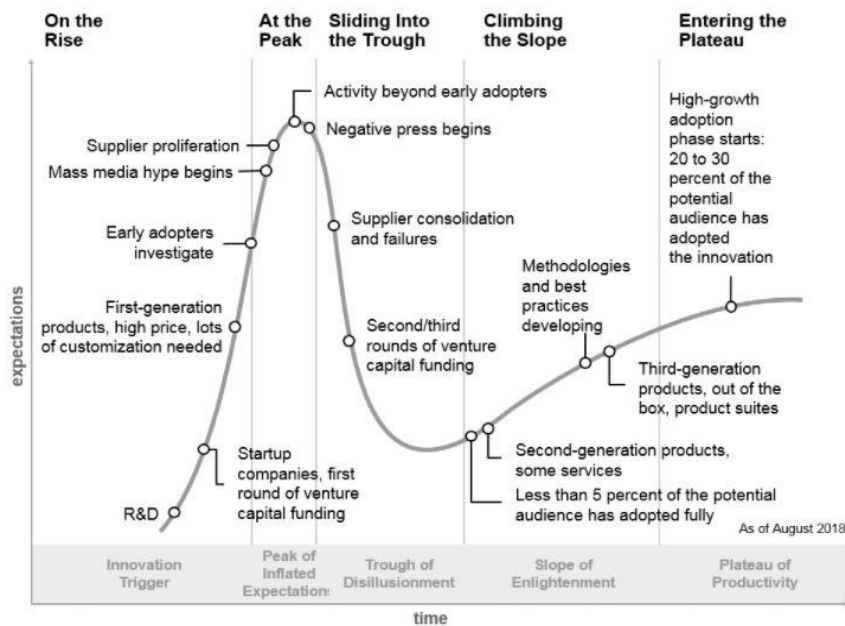 On the
Rise
At the
Peak
Sliding Into
the Trough
Climbing
the Slope
Entering the
Plateau
Activity beyond early adopters
Negative press begins
Supplier proliferation
Mass media hype begins
Early adopters
investigate
First-generation
products, high price, lots
of customization needed
Startup
companies, first
round of venture
capital funding
R&D
Supplier consolidation
and failures
Second/third
rounds of venture
capital funding
Methodologies
and best
practices
developing
Third-generation
products, out of the
box, product suites
Second-generation products,
some services
Less than 5 percent of the potential
audience has adopted fully
High-growth
adoption
phase starts:
20 to 30
percent of the
potential
audience has
adopted
the innovation
As of August 2018
Innovation
Trigger
Peak of
Inflated
Expectations
Trough of
Disillusionment
Slope of
Enlightenment
Plateau of
Productivity
expectations
time